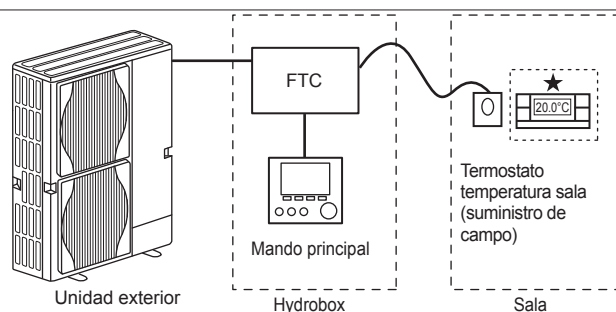 FTC
★
20.0°C
Termostato
temperatura sala
(suministro de
campo)
Mando principal
Unidad exterior
Hydrobox
Sala